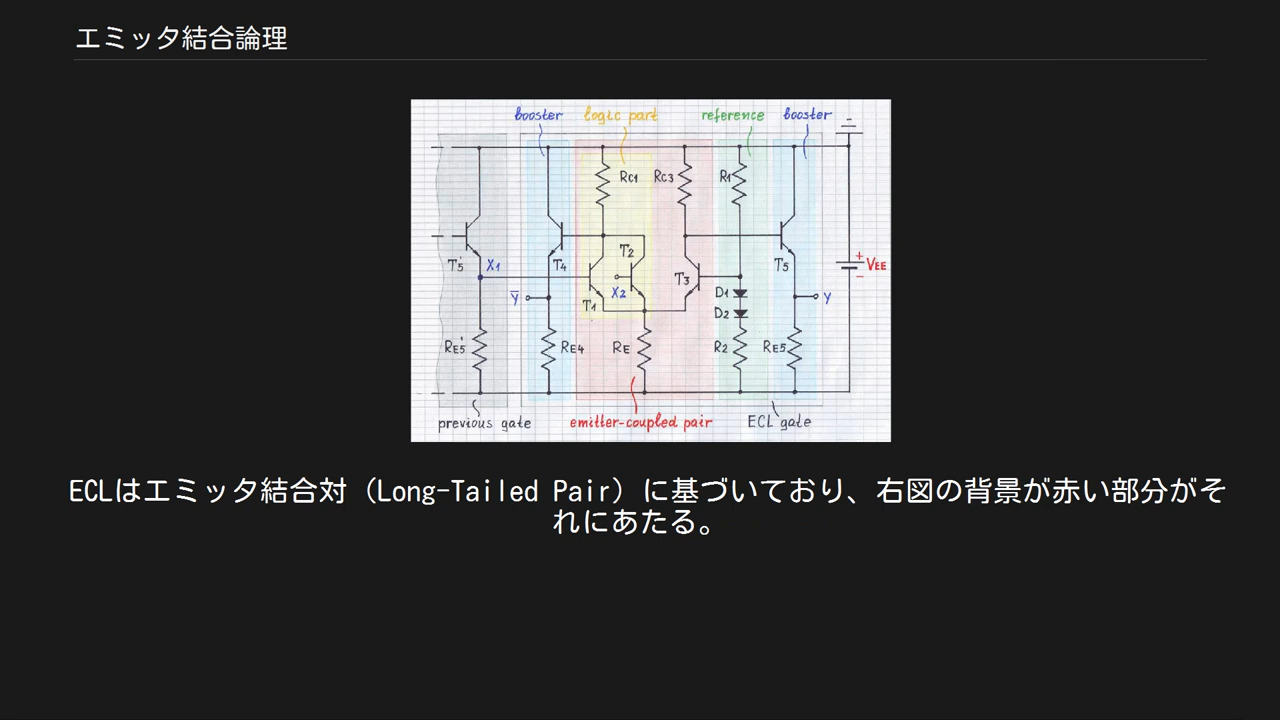 エミッタ結合論理
booster
logic part
reference
booster
RC1
RC3
R1
T2
T'5
X1
T4
X2
T3
T5
+
VEE
−
T1
D1
D2
ȳ
y
R'E5
RE4
RE
R2
RE5
previous gate
emitter-coupled pair
ECL gate
ECLはエミッタ結合対（Long-Tailed Pair）に基づいており、右図の背景が赤い部分がそ
れにあたる。